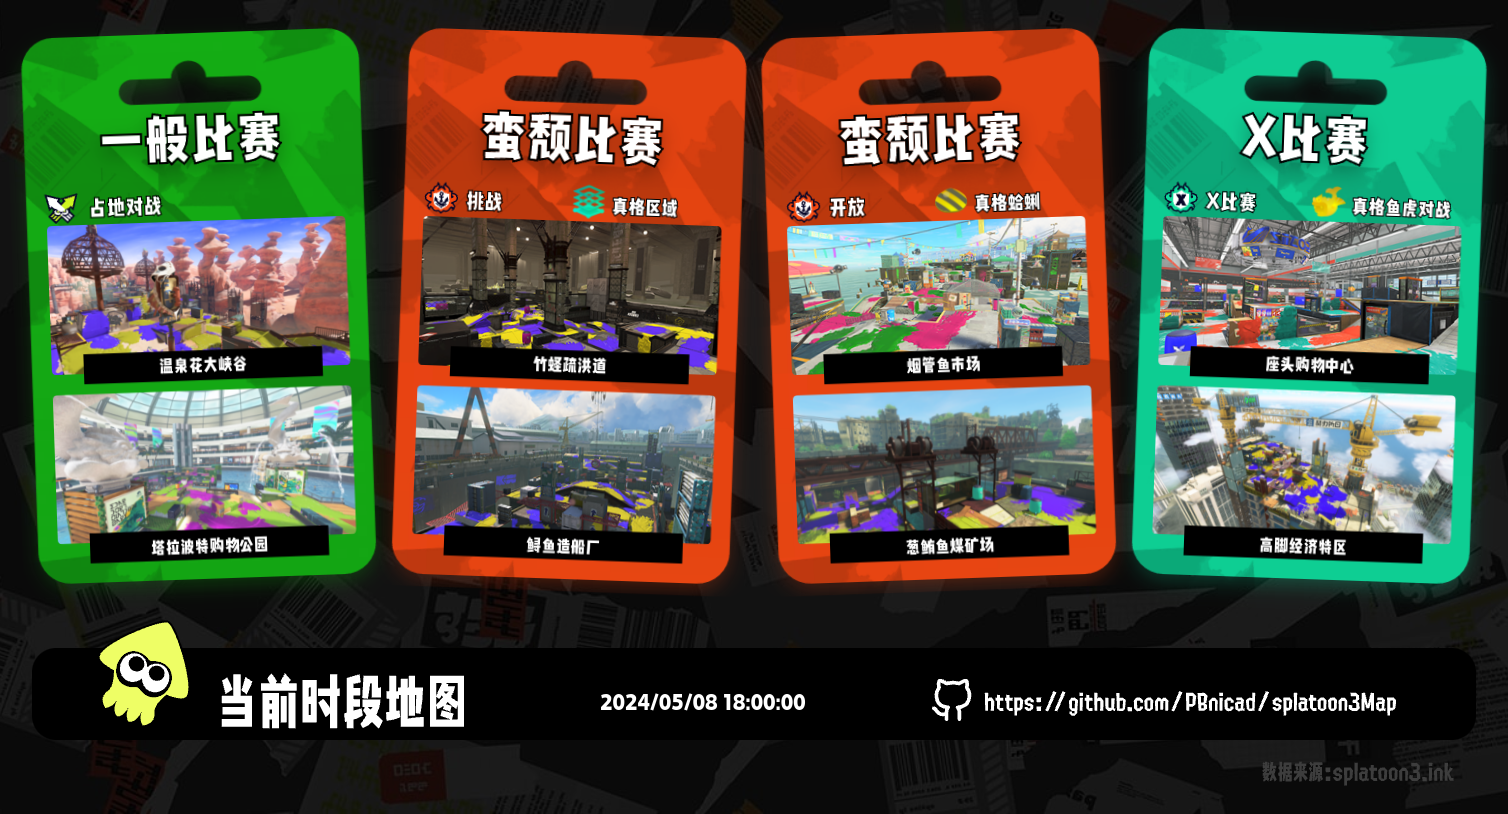 一般比赛
占地对战
温泉花大峡谷
塔拉波特购物公园
蛮颓比赛
挑战
真格区域
竹蛏疏洪道
鲟鱼造船厂
蛮颓比赛
开放
真格蛤蜊
烟管鱼市场
葱鲔鱼煤矿场
X比赛
X比赛
真格鱼虎对战
座头购物中心
高脚经济特区
当前时段地图
2024/05/08 18:00:00
https://github.com/PBnicad/splatoon3Map
数据来源:splatoon3.ink